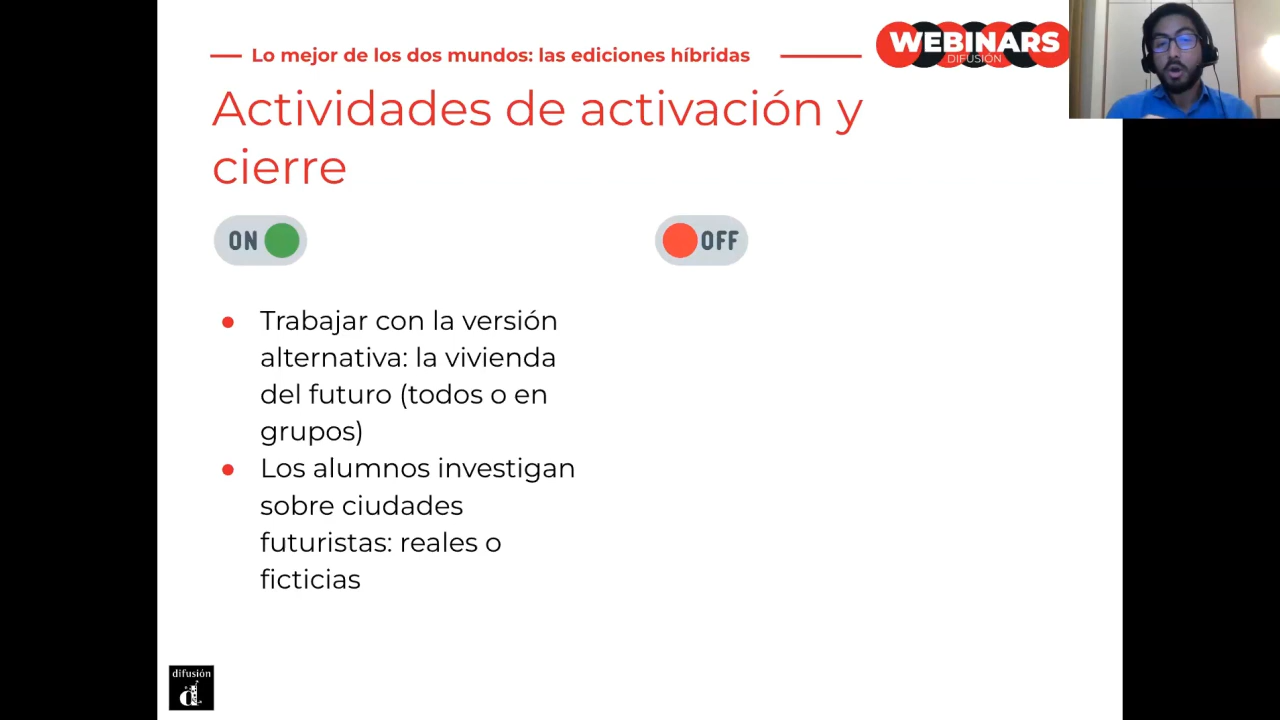 Lo mejor de los dos mundos: las ediciones híbridas
WEBINARS
DIFUSIÓN
Actividades de activación y
cierre
ON
OFF
● Trabajar con la versión
alternativa: la vivienda
del futuro (todos o en
grupos)
● Los alumnos investigan
sobre ciudades
futuristas: reales o
ficticias
difusión
d